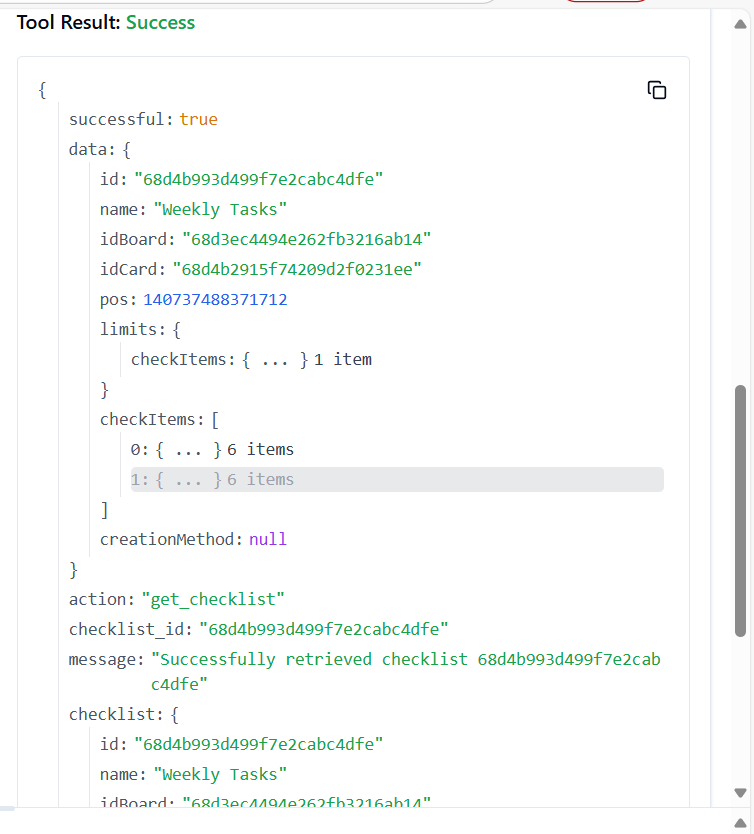 Tool Result: Success
{
successful: true
data: {
id: "68d4b993d499f7e2cabc4dfe"
name: "Weekly Tasks"
idBoard: "68d3ec4494e262fb3216ab14"
idCard: "68d4b2915f74209d2f0231ee"
pos: 140737488371712
limits: {
checkItems: { ... } 1 item
}
checkItems: [
0: { ... } 6 items
1: { ... } 6 items
]
creationMethod: null
}
action: "get_checklist"
checklist_id: "68d4b993d499f7e2cabc4dfe"
message: "Successfully retrieved checklist 68d4b993d499f7e2cab
c4dfe"
checklist: {
id: "68d4b993d499f7e2cabc4dfe"
name: "Weekly Tasks"
idBoard: "68d3ec4494e262fb3216ab14"